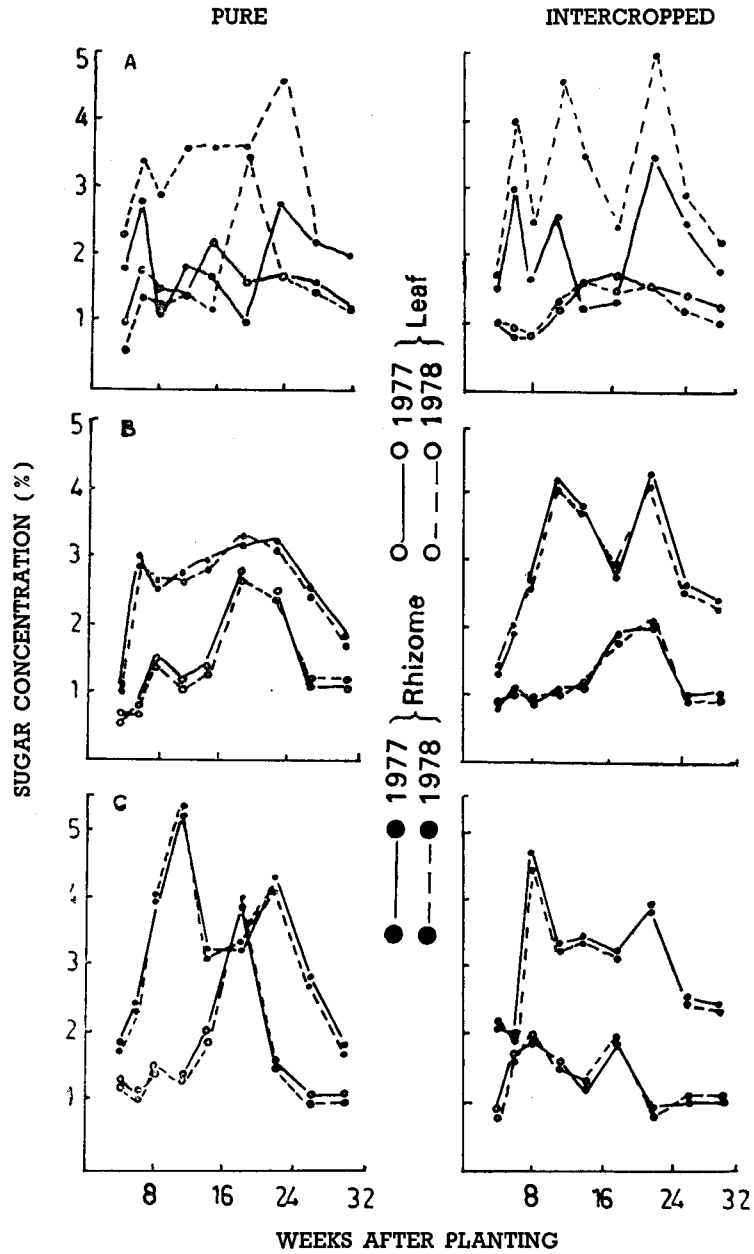 PURE
INTERCROPPED
A
5
4
3
2
1
B
5
4
3
2
1
C
5
4
3
2
1
SUGAR CONCENTRATION (%)
1977
1978
Leaf
1977
1978
Rhizome
8 16 24 32
8 16 24 32
WEEKS AFTER PLANTING